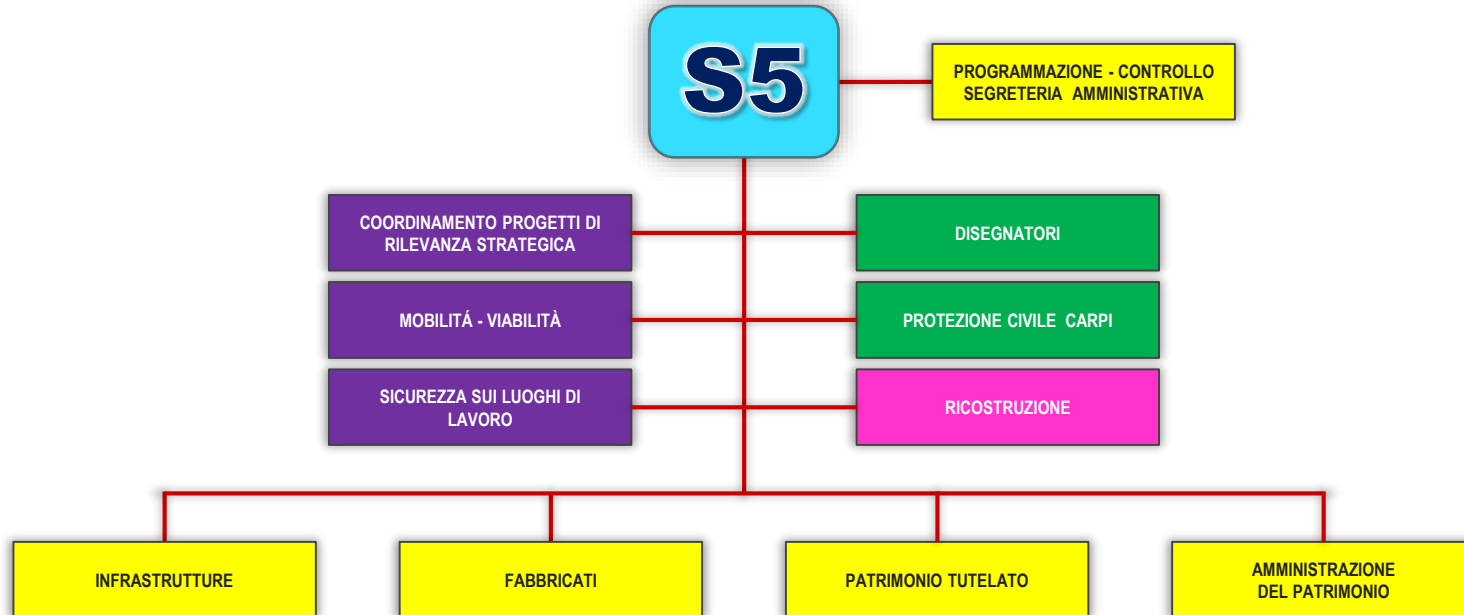 S5
PROGRAMMAZIONE - CONTROLLO
SEGRETERIA AMMINISTRATIVA
COORDINAMENTO PROGETTI DI
RILEVANZA STRATEGICA
DISEGNATORI
MOBILITÁ - VIABILITÀ
PROTEZIONE CIVILE CARPI
SICUREZZA SUI LUOGHI DI
LAVORO
RICOSTRUZIONE
INFRASTRUTTURE
FABBRICATI
PATRIMONIO TUTELATO
AMMINISTRAZIONE
DEL PATRIMONIO